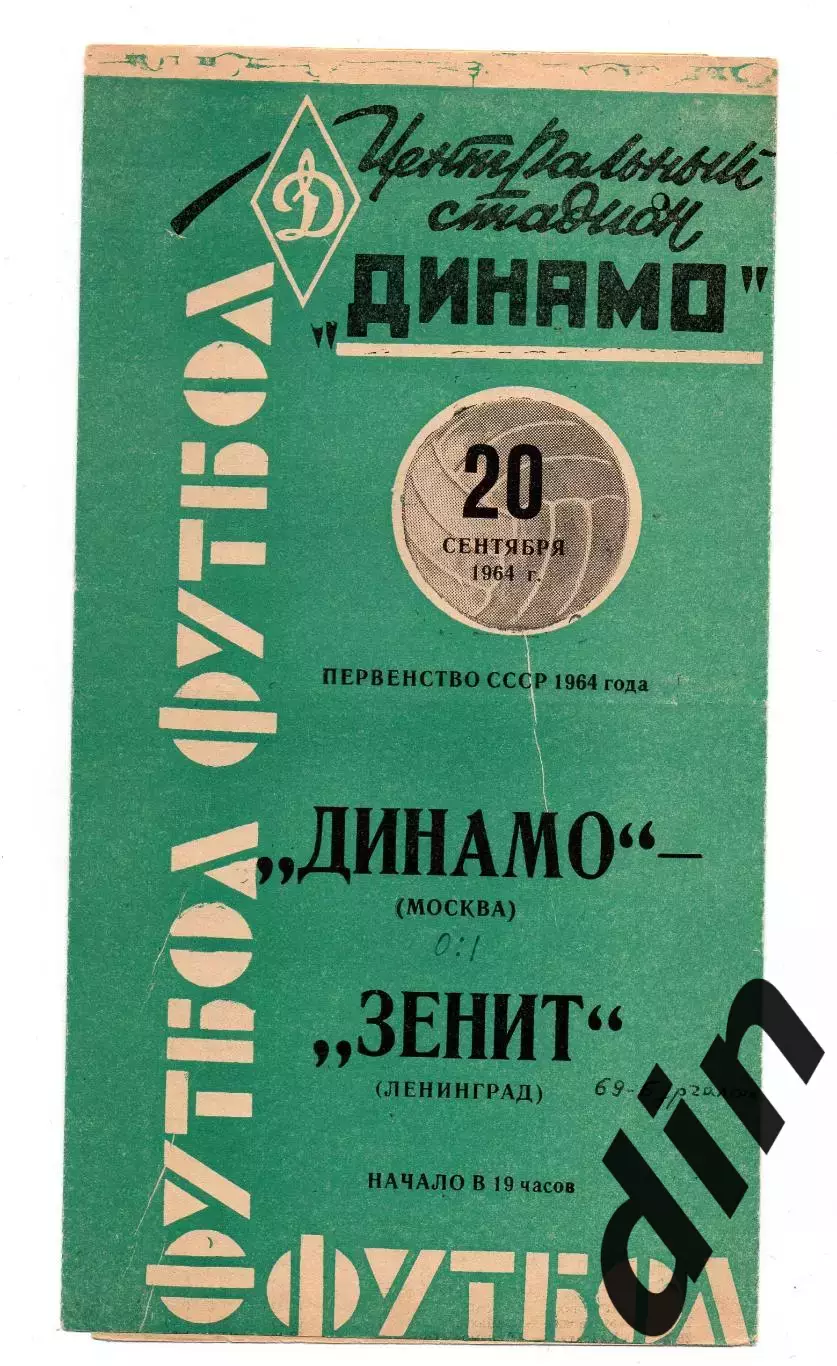 Д
Центральный
стадион
„ДИНАМО"
20
СЕНТЯБРЯ
1964 г.
ПЕРВЕНСТВО СССР 1964 года
„ДИНАМО“ –
(МОСКВА)
0:1
„ЗЕНИТ“
(ЛЕНИНГРАД)
69-
НАЧАЛО В 19 часов
ФУТБОЛ
ФУТБОЛ
ФУТБОЛ
din